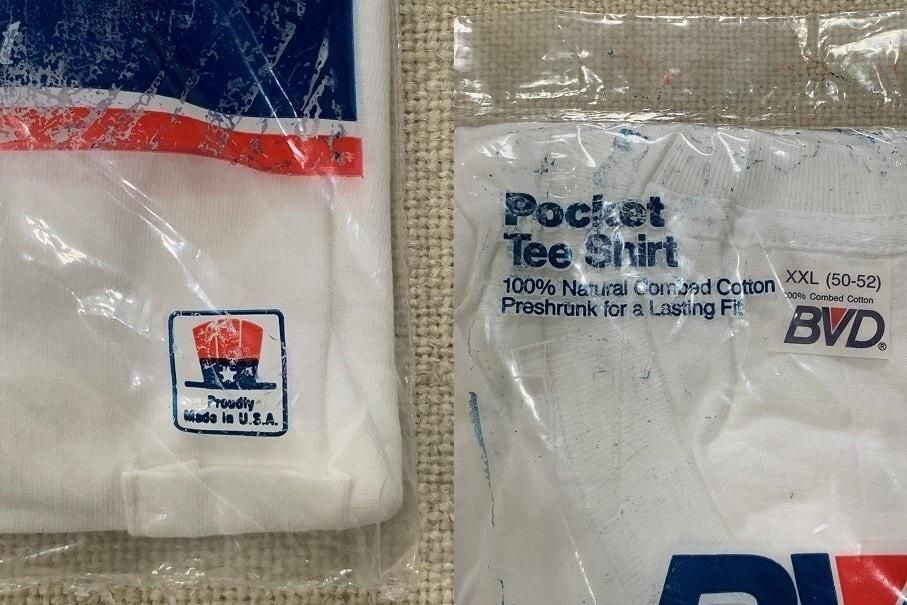 Proudly
Made in U.S.A.
Pocket
Tee Shirt
100% Natural Combed Cotton
Preshrunk for a Lasting Fit
XXL (50-52)
100% Combed Cotton
BVD®